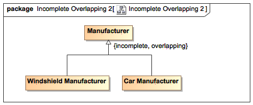 package Incomplete Overlapping 2[ Incomplete Overlapping 2 ]
Manufacturer
{incomplete, overlapping}
Windshield Manufacturer
Car Manufacturer